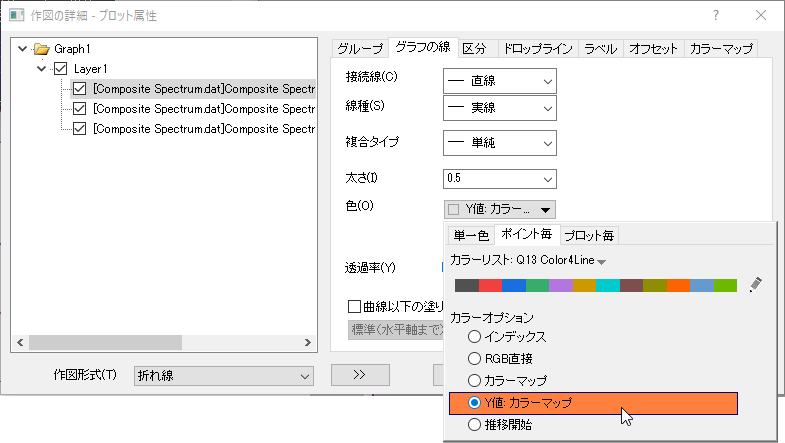 作図の詳細 - プロット属性
Graph1
Layer1
[Composite Spectrum.dat]Composite Spectr
[Composite Spectrum.dat]Composite Spectr
[Composite Spectrum.dat]Composite Spectr
グループ グラフの線 区分 ドロップライン ラベル オフセット カラーマップ
接続線(C) 直線
線種(S) 実線
複合タイプ 単純
太さ(I) 0.5
色(O) Y値: カラー...
透過率(Y)
曲線以下の塗り
標準(水平軸まで)
単一色 ポイント毎 プロット毎
カラーリスト: Q13 Color4Line
カラーオプション
インデックス
RGB直接
カラーマップ
Y値: カラーマップ
推移開始
作図形式(T) 折れ線
>>